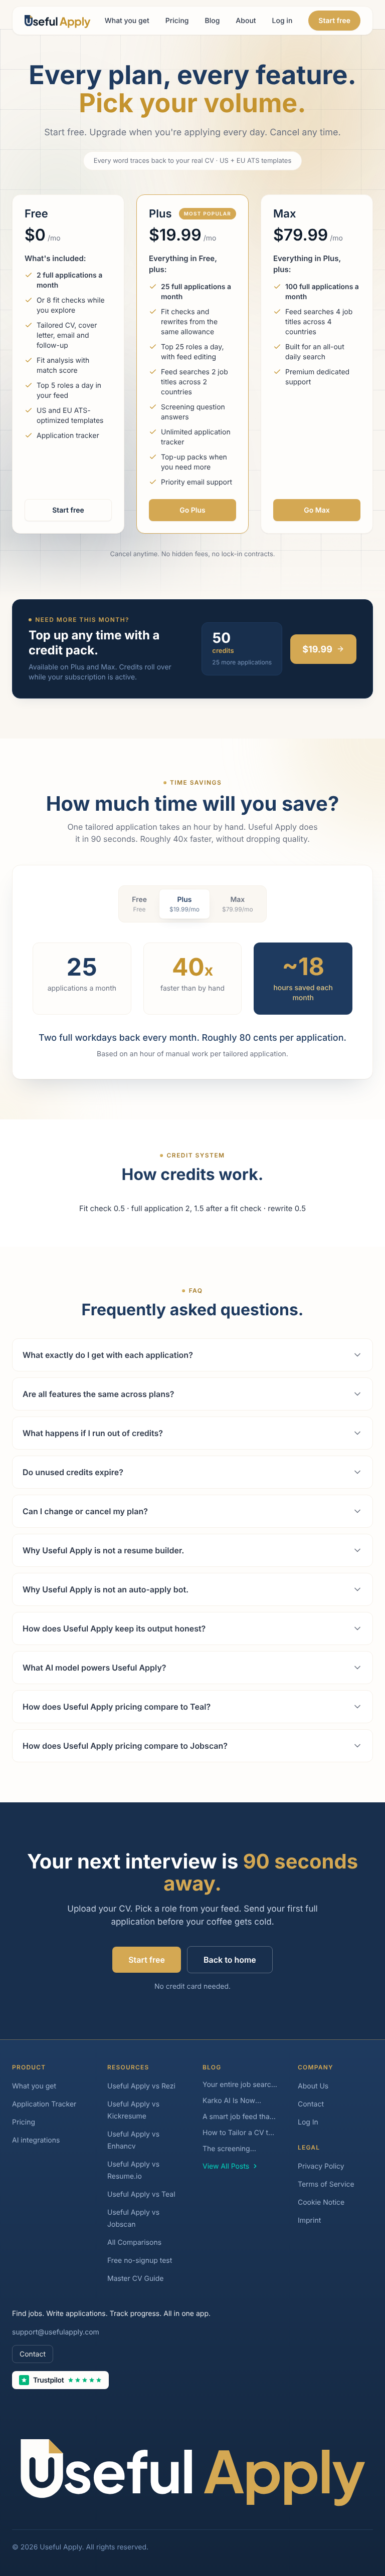 Useful Apply
What you get
Pricing
Blog
About
Log in
Start free
Every plan, every feature.
Pick your volume.
Start free. Upgrade when you're applying every day. Cancel any time.
Every word traces back to your real CV · US + EU ATS templates
Free
$0 /mo
What's included:
2 full applications a
month
Or 8 fit checks while
you explore
Tailored CV, cover
letter, email and
follow-up
Fit analysis with
match score
Top 5 roles a day in
your feed
US and EU ATS-
optimized templates
Application tracker
Start free
Plus
MOST POPULAR
$19.99 /mo
Everything in Free,
plus:
25 full applications a
month
Fit checks and
rewrites from the
same allowance
Top 25 roles a day,
with feed editing
Feed searches 2 job
titles across 2
countries
Screening question
answers
Unlimited application
tracker
Top-up packs when
you need more
Priority email support
Go Plus
Max
$79.99 /mo
Everything in Plus,
plus:
100 full applications a
month
Feed searches 4 job
titles across 4
countries
Built for an all-out
daily search
Premium dedicated
support
Go Max
Cancel anytime. No hidden fees, no lock-in contracts.
NEED MORE THIS MONTH?
Top up any time with a
credit pack.
Available on Plus and Max. Credits roll over
while your subscription is active.
50
credits
25 more applications
$19.99 →
TIME SAVINGS
How much time will you save?
One tailored application takes an hour by hand. Useful Apply does
it in 90 seconds. Roughly 40x faster, without dropping quality.
Free
Free
Plus
$19.99/mo
Max
$79.99/mo
25
applications a month
40x
faster than by hand
~18
hours saved each
month
Two full workdays back every month. Roughly 80 cents per application.
Based on an hour of manual work per tailored application.
CREDIT SYSTEM
How credits work.
Fit check 0.5 · full application 2, 1.5 after a fit check · rewrite 0.5
FAQ
Frequently asked questions.
What exactly do I get with each application?
Are all features the same across plans?
What happens if I run out of credits?
Do unused credits expire?
Can I change or cancel my plan?
Why Useful Apply is not a resume builder.
Why Useful Apply is not an auto-apply bot.
How does Useful Apply keep its output honest?
What AI model powers Useful Apply?
How does Useful Apply pricing compare to Teal?
How does Useful Apply pricing compare to Jobscan?
Your next interview is 90 seconds
away.
Upload your CV. Pick a role from your feed. Send your first full
application before your coffee gets cold.
Start free
Back to home
No credit card needed.
PRODUCT
What you get
Application Tracker
Pricing
AI integrations
RESOURCES
Useful Apply vs Rezi
Useful Apply vs
Kickresume
Useful Apply vs
Enhancv
Useful Apply vs
Resume.io
Useful Apply vs Teal
Useful Apply vs
Jobscan
All Comparisons
Free no-signup test
Master CV Guide
BLOG
Your entire job searc...
Karko AI Is Now...
A smart job feed tha...
How to Tailor a CV t...
The screening...
View All Posts
COMPANY
About Us
Contact
Log In
LEGAL
Privacy Policy
Terms of Service
Cookie Notice
Imprint
Find jobs. Write applications. Track progress. All in one app.
support@usefulapply.com
Contact
Trustpilot
Useful Apply
© 2026 Useful Apply. All rights reserved.